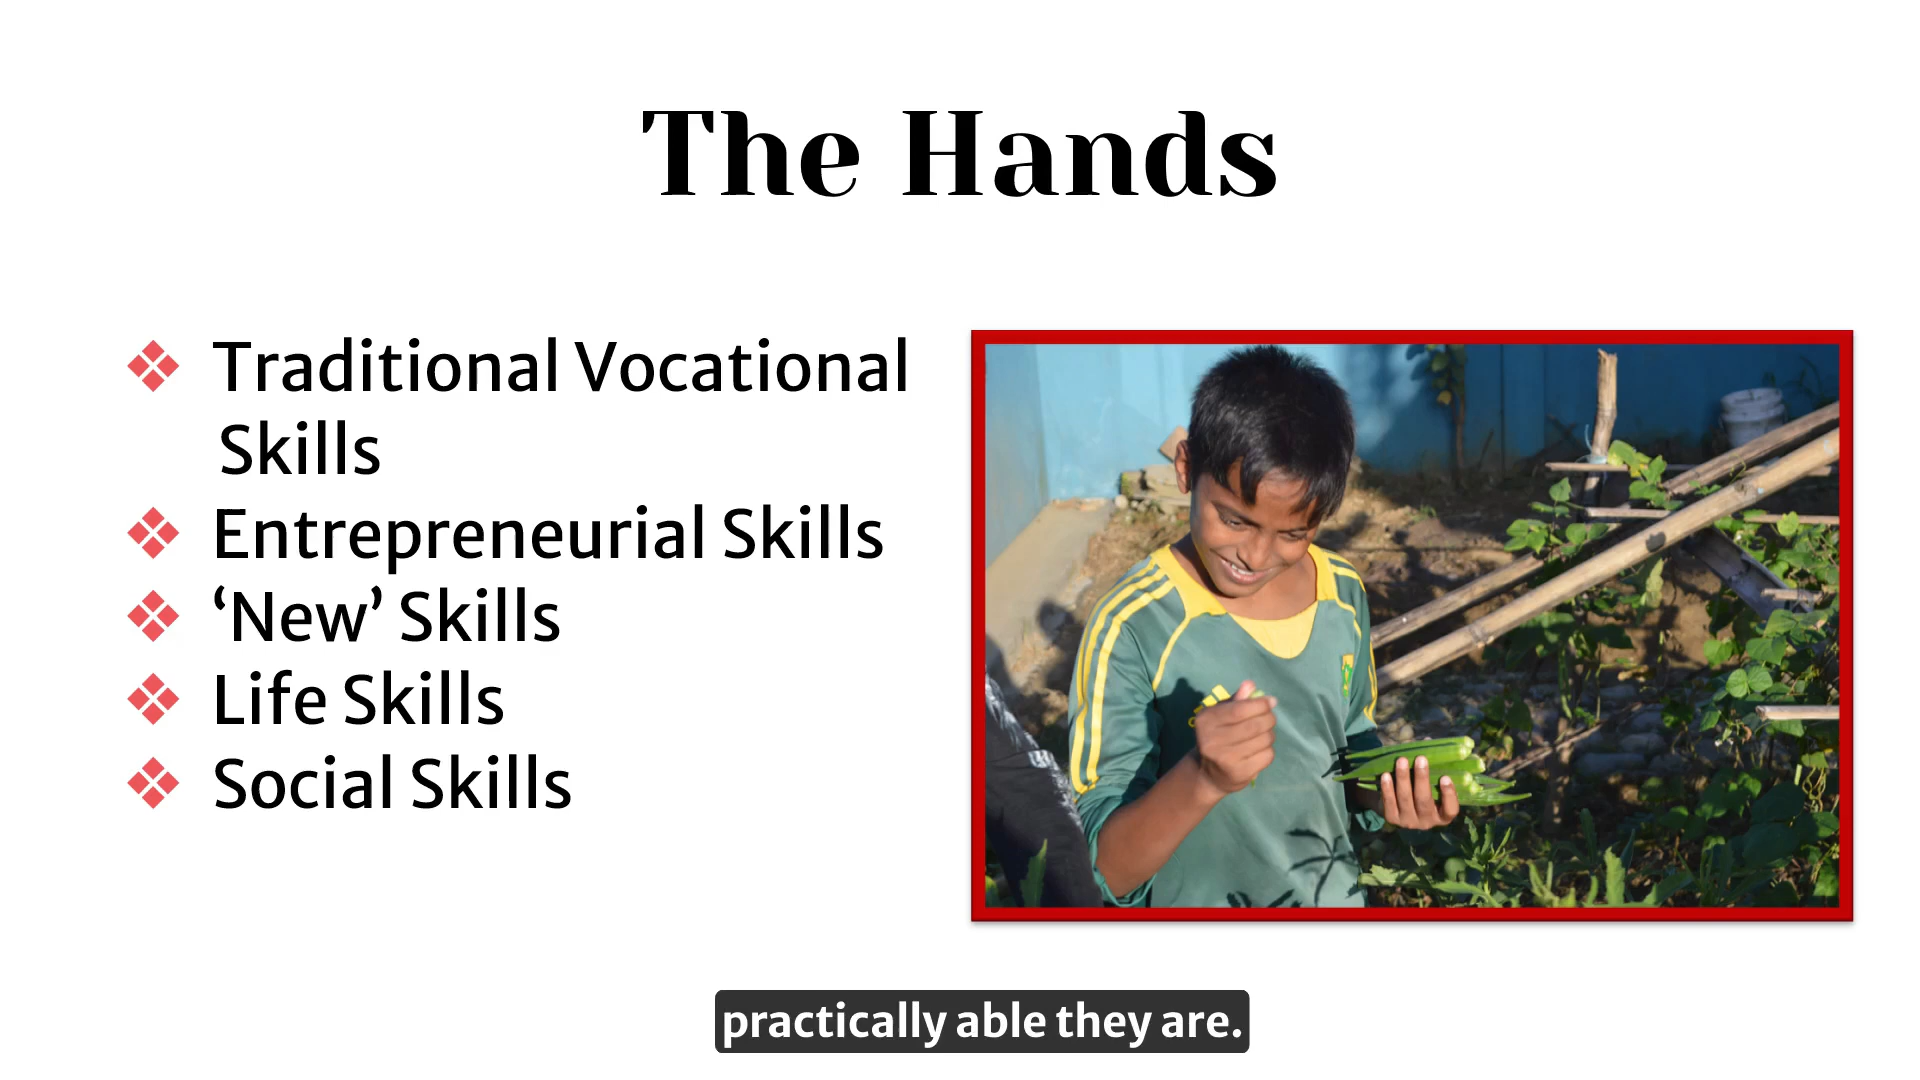 The Hands
Traditional Vocational
Skills
Entrepreneurial Skills
‘New’ Skills
Life Skills
Social Skills
practically able they are.